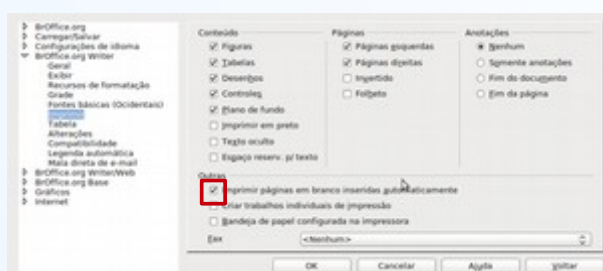 BrOffice.org
Carregar/Salvar
Configurações de idioma
BrOffice.org Writer
Geral
Exibir
Recursos de formatação
Grade
Fontes básicas (Ocidentais)
Tabela
Alterações
Compatibilidade
Legenda automática
Mala direta de e-mail
BrOffice.org Writer/Web
BrOffice.org Base
Gráficos
Internet
Conteúdo
Figuras
Tabelas
Desenhos
Controles
Plano de fundo
Imprimir em preto
Texto oculto
Espaço reserv. p/ texto
Páginas
Páginas esquerdas
Páginas direitas
Invertido
Folheto
Anotações
Nenhum
Somente anotações
Fim do documento
Fim da página
Outras
Imprimir páginas em branco inseridas automaticamente
Criar trabalhos individuais de impressão
Bandeja de papel configurada na impressora
Fax
<Nenhum>
OK
Cancelar
Ajuda
Voltar